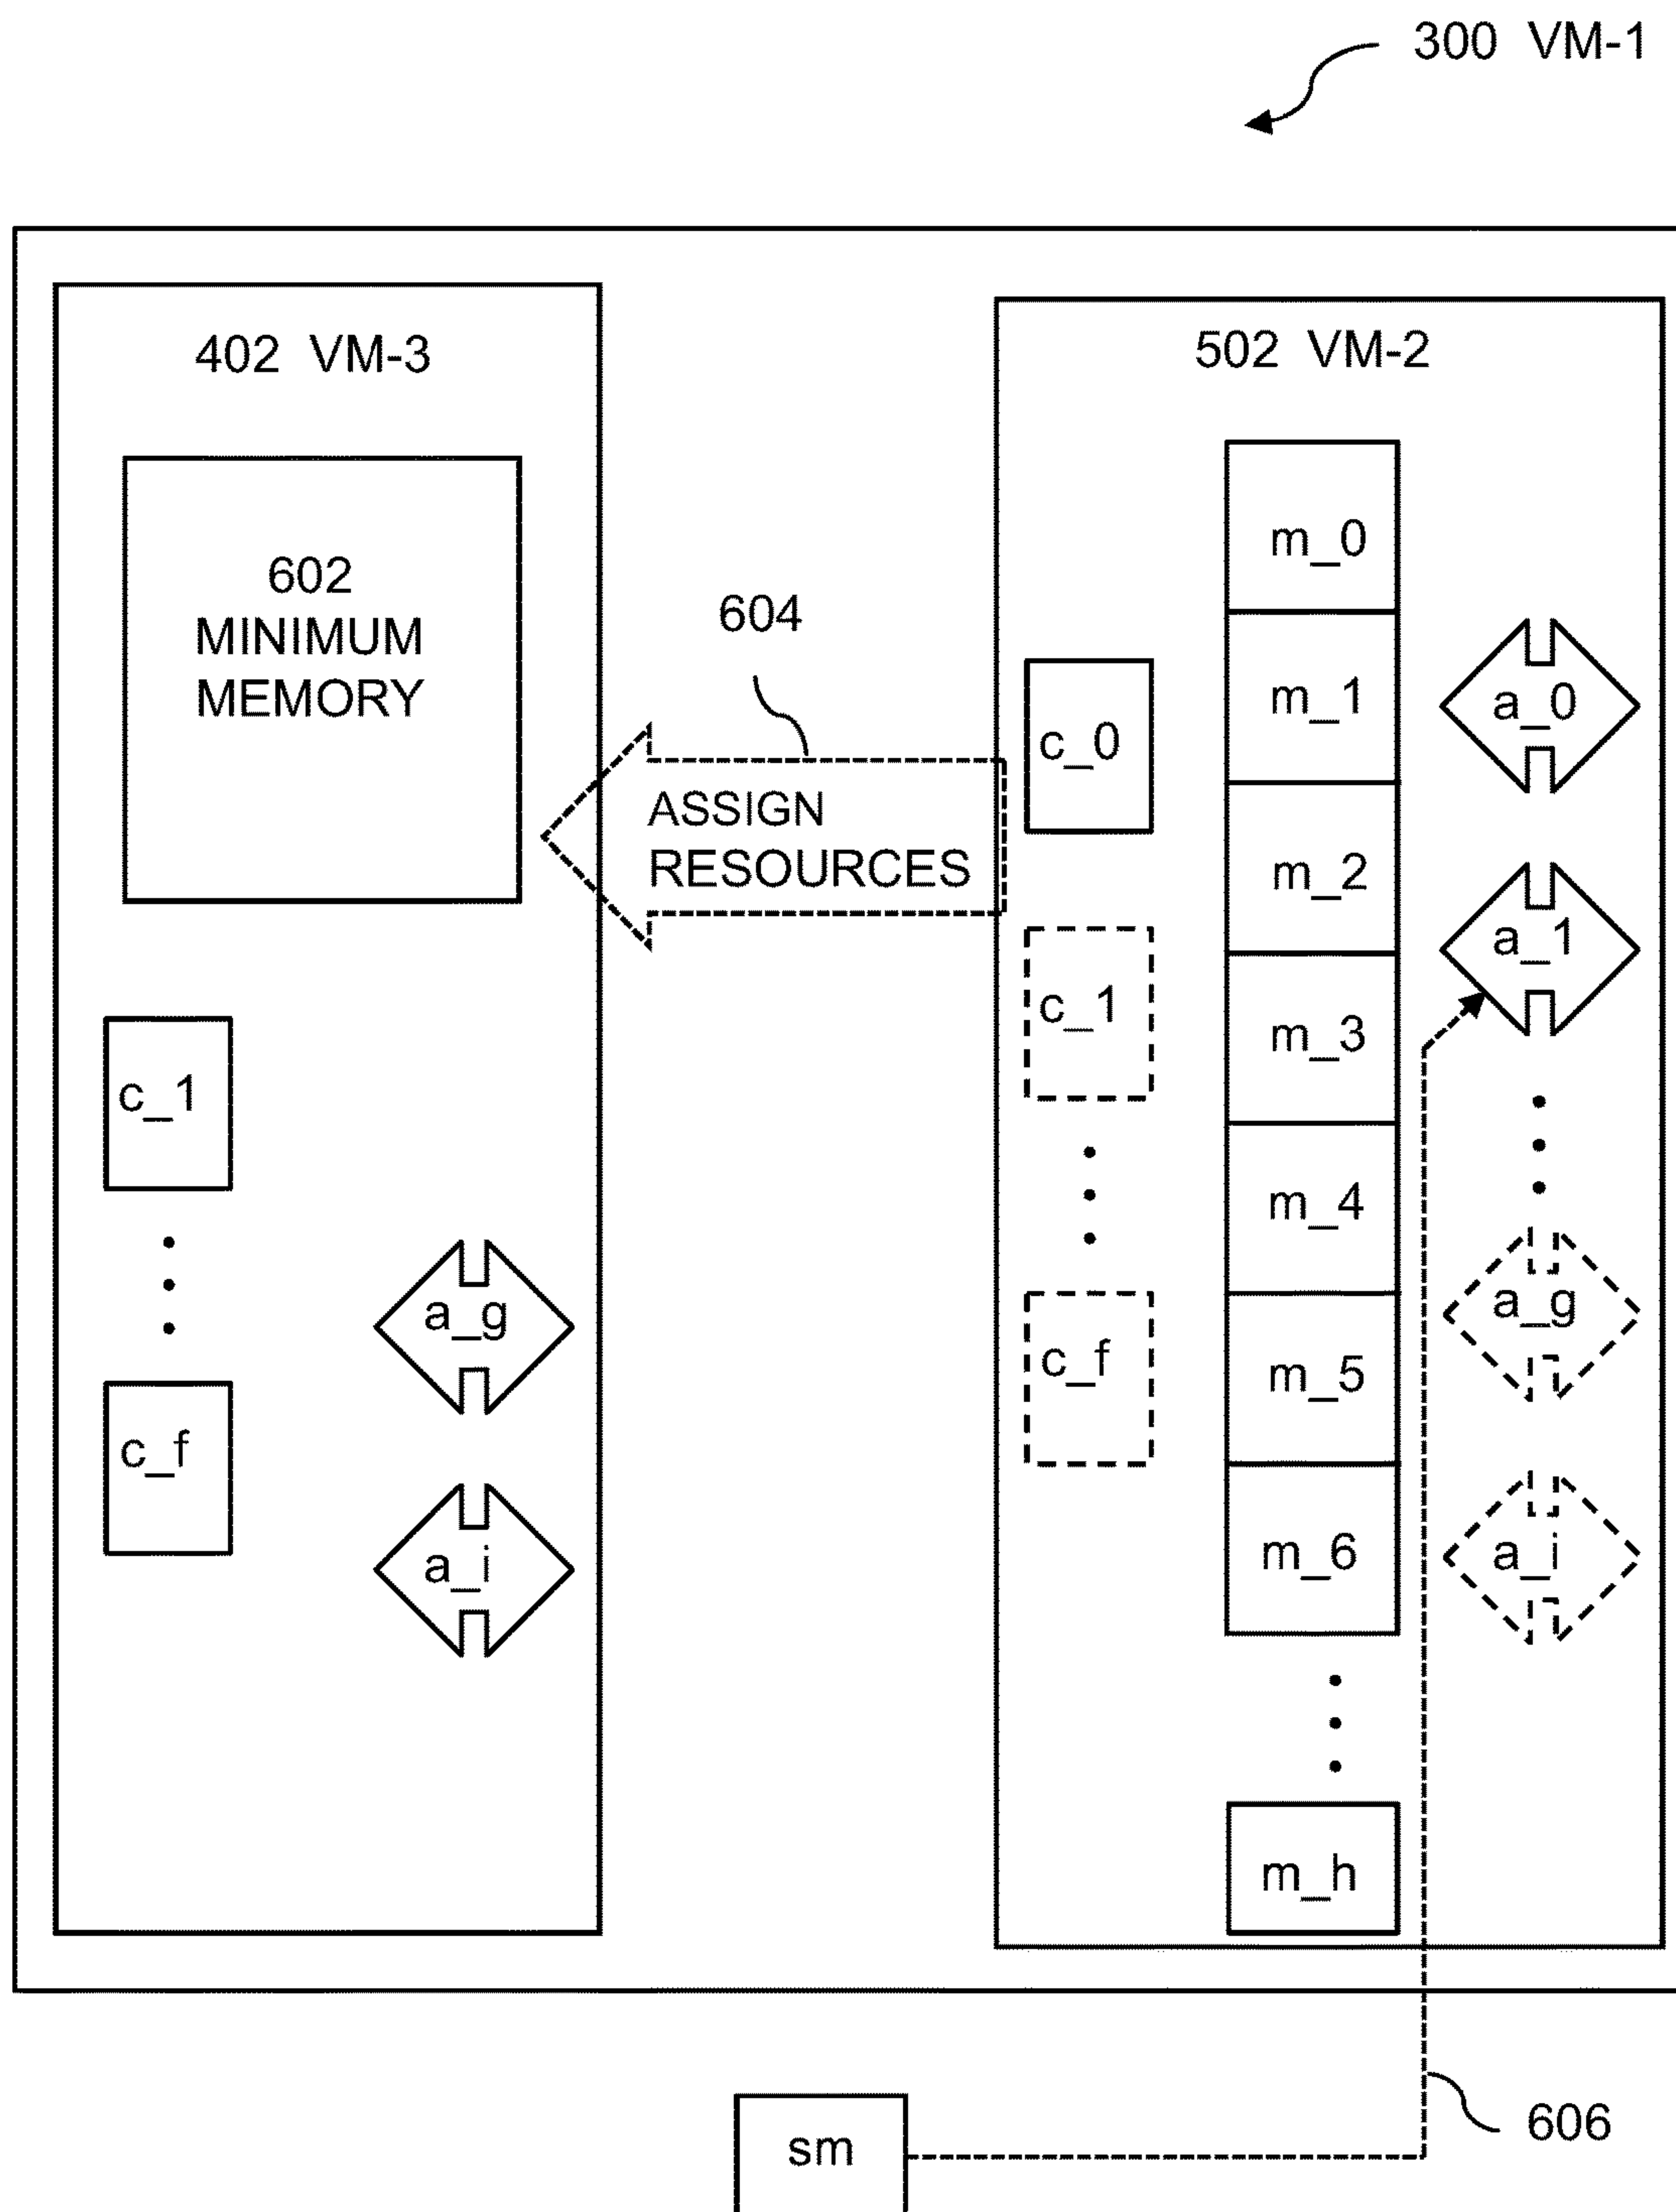 300 VM-1
402 VM-3
602
MINIMUM
MEMORY
c_1
c_f
a_g
a_i
604
ASSIGN
RESOURCES
502 VM-2
c_0
c_1
c_f
m_0
m_1
m_2
m_3
m_4
m_5
m_6
m_h
a_0
a_1
a_g
a_i
sm
606